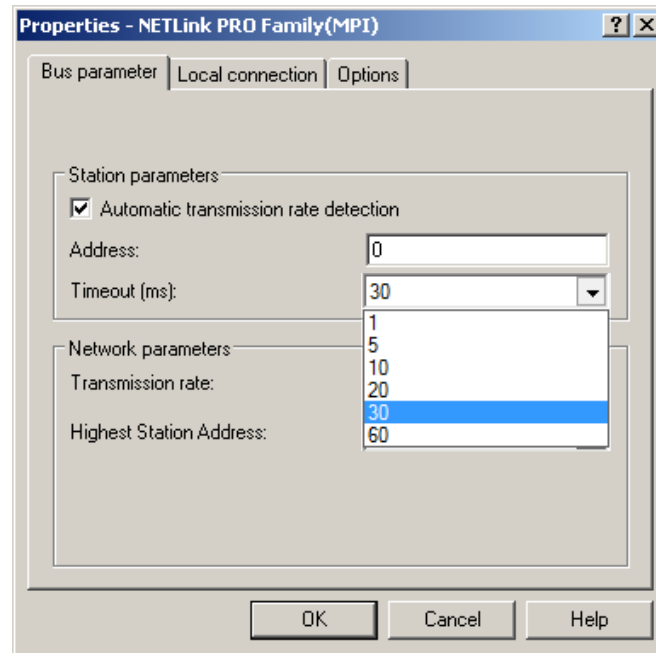 Properties - NETLink PRO Family(MPI)
Bus parameter Local connection Options
Station parameters
Automatic transmission rate detection
Address: 0
Timeout (ms): 30
1
5
10
20
30
60
Network parameters
Transmission rate:
Highest Station Address:
OK Cancel Help